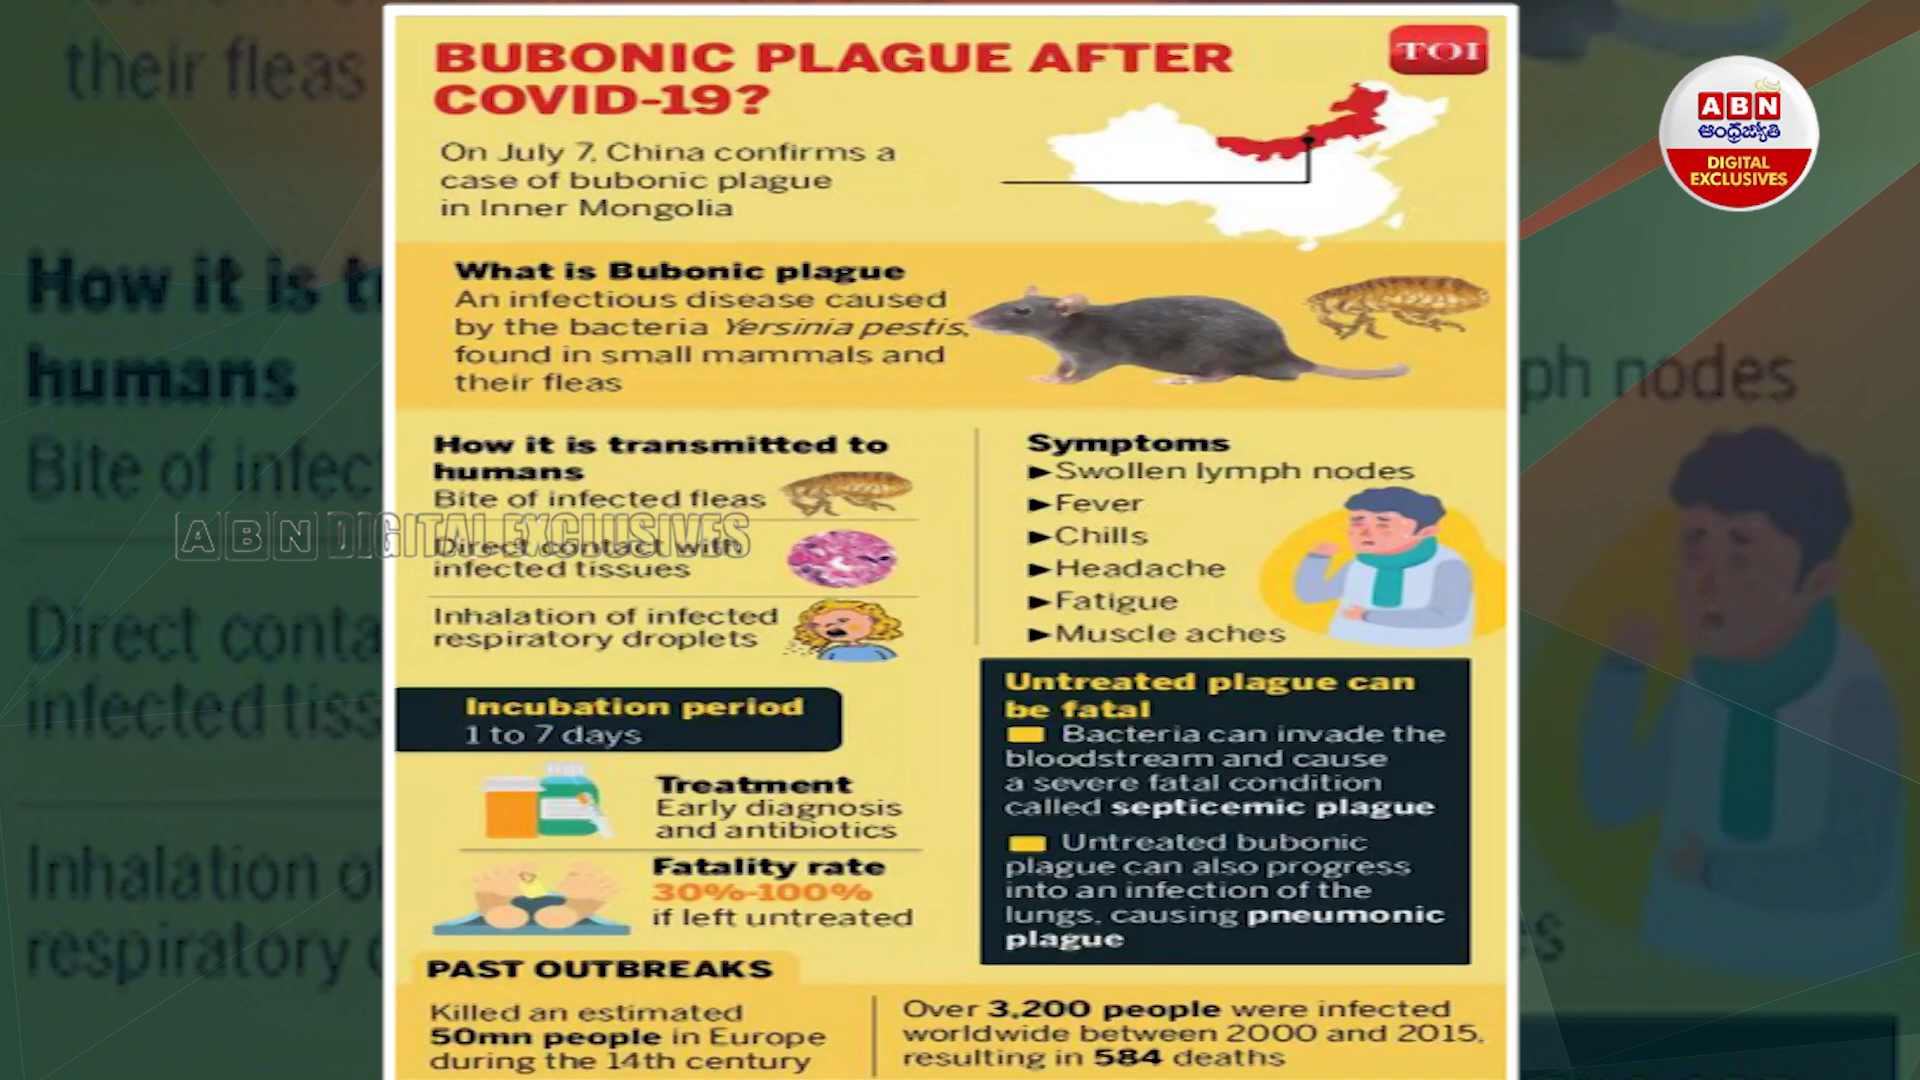 BUBONIC PLAGUE AFTER
COVID-19?
TOI
On July 7, China confirms a
case of bubonic plague
in Inner Mongolia
What is Bubonic plague
An infectious disease caused
by the bacteria Yersinia pestis,
found in small mammals and
their fleas
How it is transmitted to
humans
Bite of infected fleas
Direct contact with
infected tissues
Inhalation of infected
respiratory droplets
Symptoms
►Swollen lymph nodes
►Fever
►Chills
►Headache
►Fatigue
►Muscle aches
Incubation period
1 to 7 days
Treatment
Early diagnosis
and antibiotics
Fatality rate
30%-100%
if left untreated
Untreated plague can
be fatal
Bacteria can invade the
bloodstream and cause
a severe fatal condition
called septicemic plague
Untreated bubonic
plague can also progress
into an infection of the
lungs, causing pneumonic
plague
PAST OUTBREAKS
Killed an estimated
50mn people in Europe
during the 14th century
Over 3,200 people were infected
worldwide between 2000 and 2015,
resulting in 584 deaths
ABN DIGITAL EXCLUSIVES
ABN
ఆంధ్రజ్యోతి
DIGITAL
EXCLUSIVES
their fleas
How it is t
humans
Bite of infec
Direct conta
infected tiss
Inhalation o
respiratory
ph nodes